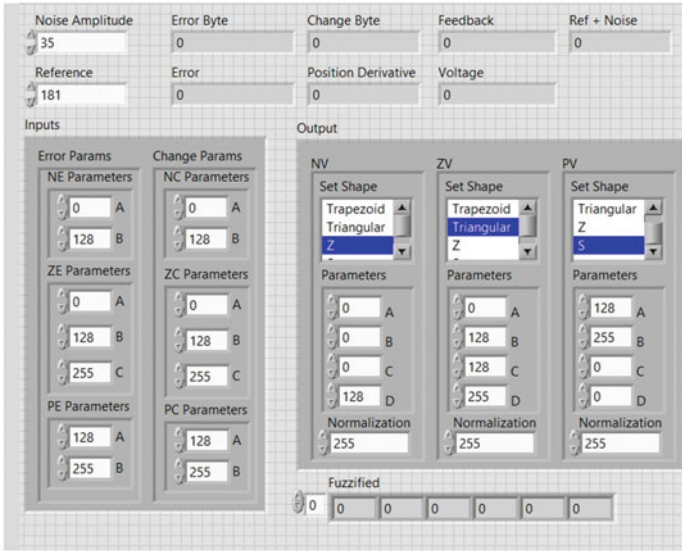 Noise Amplitude Error Byte Change Byte Feedback Ref + Noise
35 0 0 0 0
Reference Error Position Derivative Voltage
181 0 0 0
Inputs
Error Params Change Params
NE Parameters NC Parameters
0 A 0 A
128 B 128 B
ZE Parameters ZC Parameters
0 A 0 A
128 B 128 B
255 C 255 C
PE Parameters PC Parameters
128 A 128 A
255 B 255 B
Output
NV ZV PV
Set Shape Set Shape Set Shape
Trapezoid Trapezoid Triangular
Triangular Triangular Z
Z Z S
Parameters Parameters Parameters
0 A 0 A 128 A
0 B 128 B 255 B
0 C 128 C 0 C
128 D 255 D 0 D
Normalization Normalization Normalization
255 255 255
Fuzzified
0 0 0 0 0 0 0